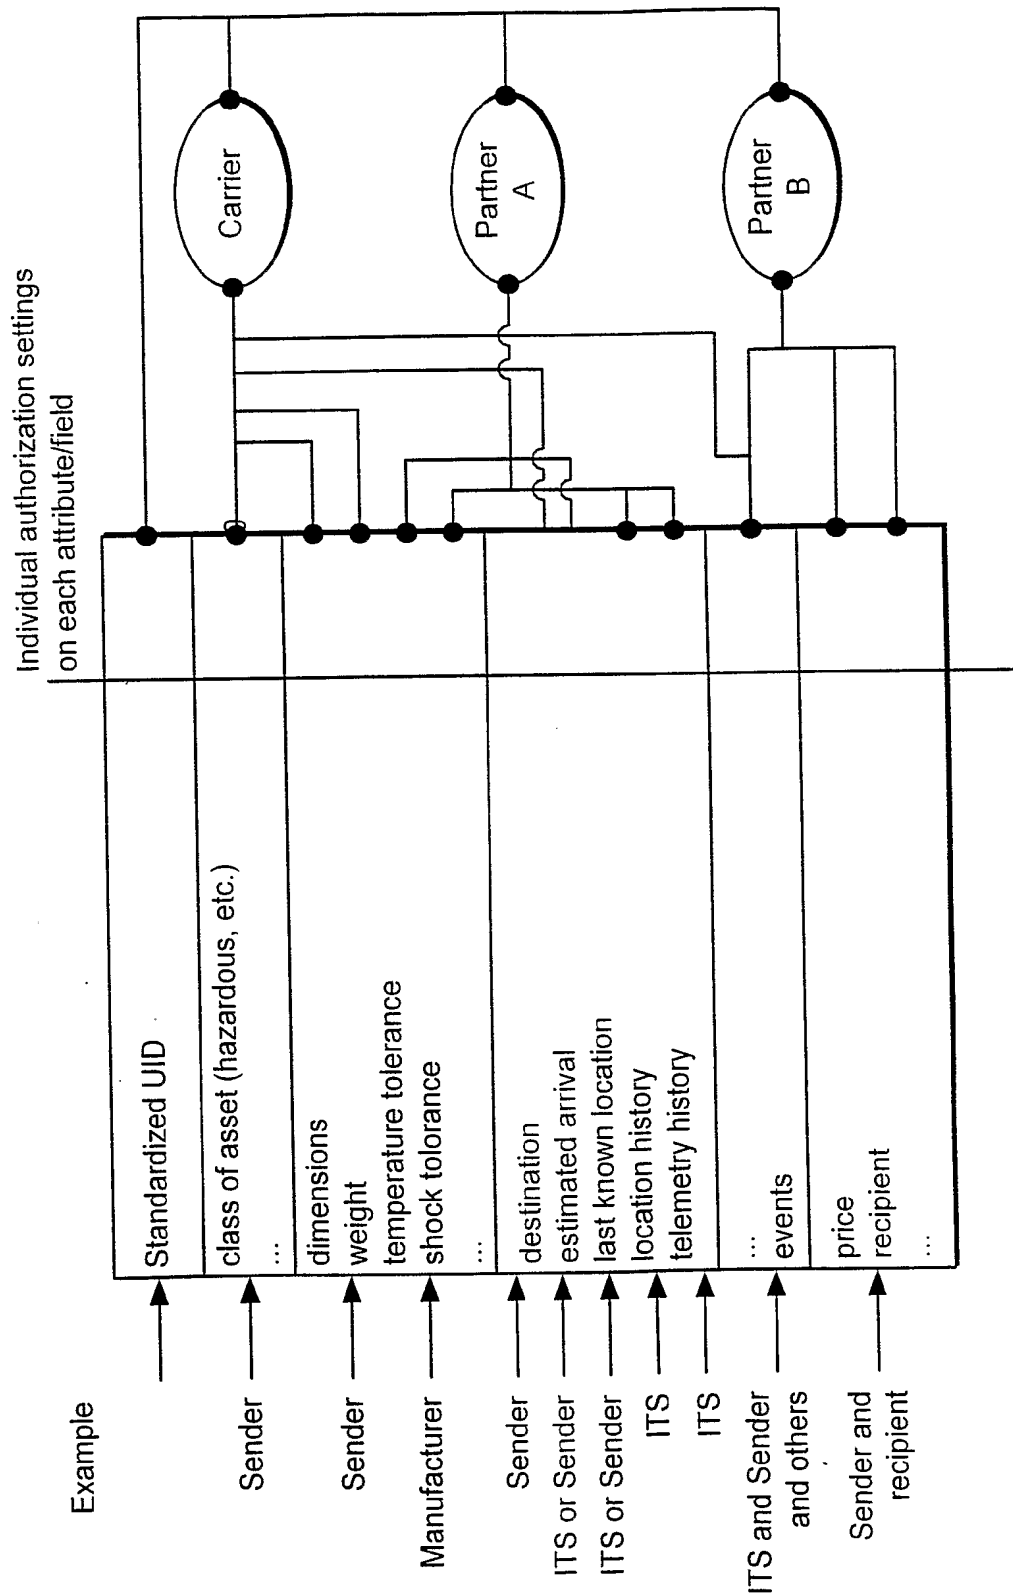 Example
Individual authorization settings
on each attribute/field
Standardized UID
Sender
class of asset (hazardous, etc.)
...
Sender
Manufacturer
dimensions
weight
temperature tolerance
shock tolorance
...
Sender
ITS or Sender
ITS or Sender
ITS
ITS
destination
estimated arrival
last known location
location history
telemetry history
ITS and Sender
and others
...
events
Sender and
recipient
price
recipient
...
Carrier
Partner
A
Partner
B